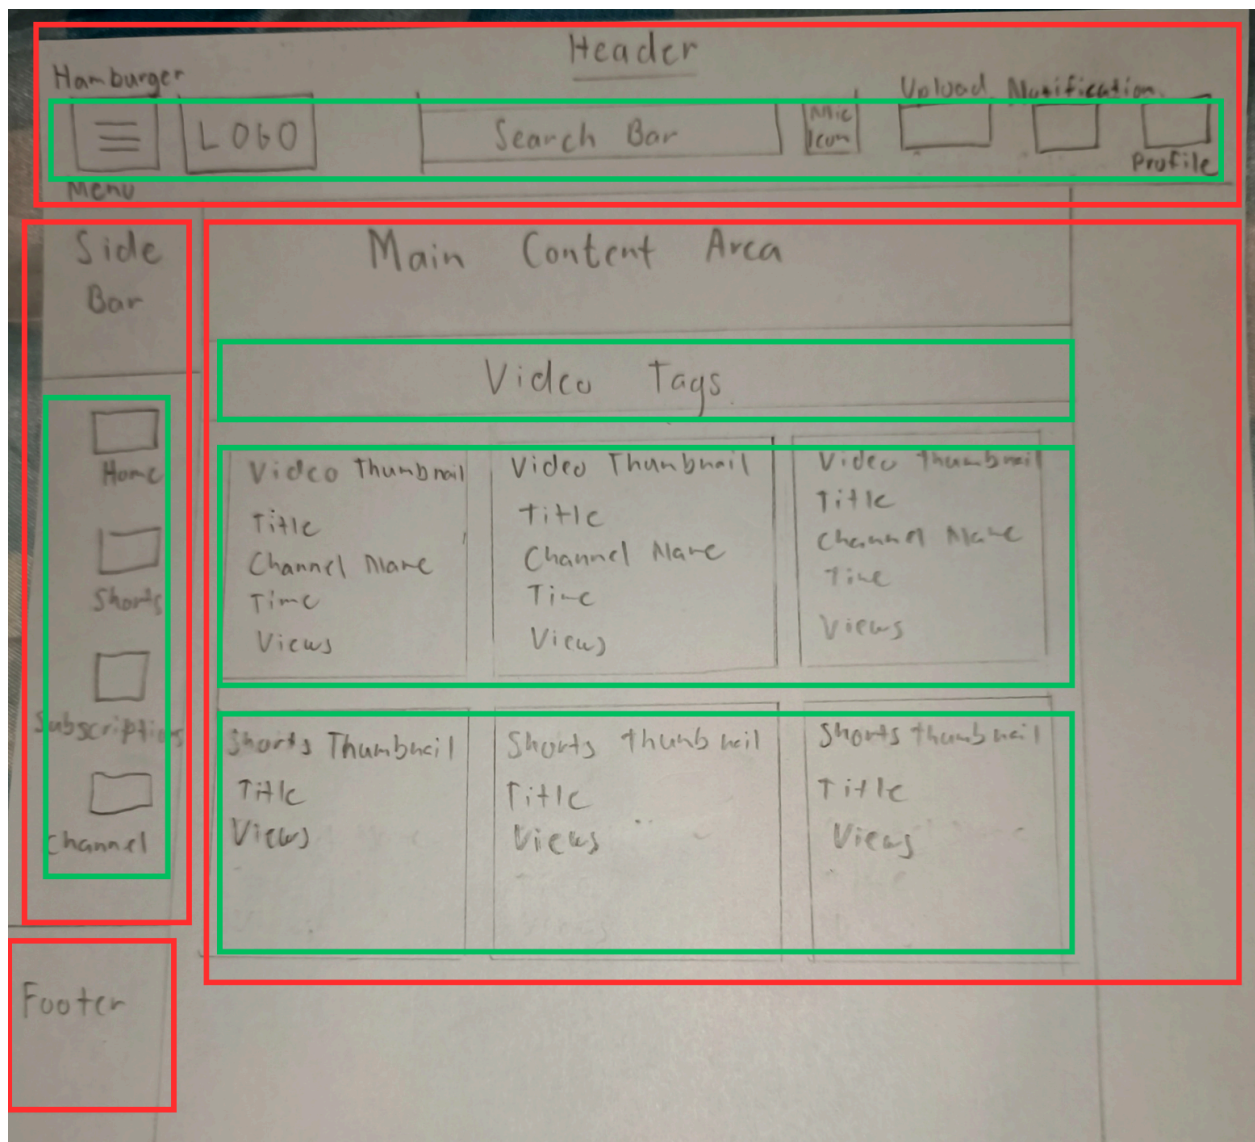 Header
Hamburger
Menu
LOGO
Search Bar
Mic
Icon
Upload
Notification
Profile
Side
Bar
Home
Shorts
Subscription
Channel
Footer
Main Content Area
Video Tags
Video Thumbnail
Title
Channel Name
Time
Views
Video Thumbnail
Title
Channel Name
Time
Views
Video thumbnail
Title
Channel Name
Time
Views
Shorts Thumbnail
Title
Views
Shorts thumbnail
Title
Views
Shorts thumbnail
Title
Views